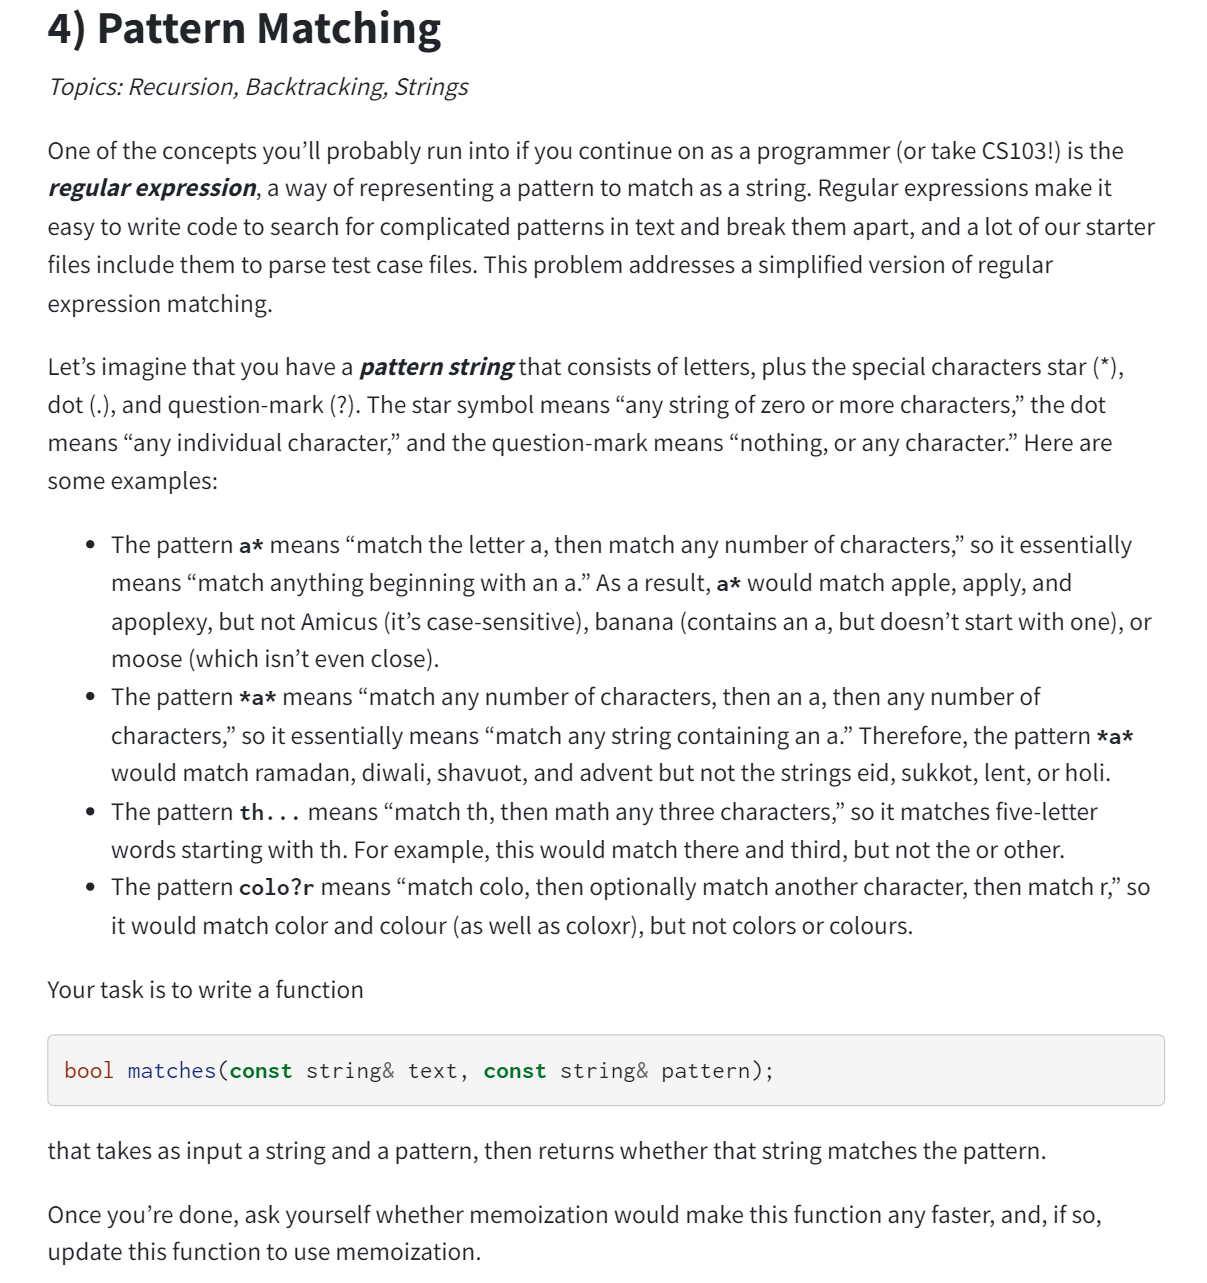 4) Pattern Matching
Topics: Recursion, Backtracking, Strings
One of the concepts you’ll probably run into if you continue on as a programmer (or take CS103!) is the
regular expression, a way of representing a pattern to match as a string. Regular expressions make it
easy to write code to search for complicated patterns in text and break them apart, and a lot of our starter
files include them to parse test case files. This problem addresses a simplified version of regular
expression matching.
Let’s imagine that you have a pattern string that consists of letters, plus the special characters star (*),
dot (.), and question-mark (?). The star symbol means “any string of zero or more characters,” the dot
means “any individual character,” and the question-mark means “nothing, or any character.” Here are
some examples:
• The pattern a* means “match the letter a, then match any number of characters,” so it essentially
means “match anything beginning with an a.” As a result, a* would match apple, apply, and
apoplexy, but not Amicus (it’s case-sensitive), banana (contains an a, but doesn’t start with one), or
moose (which isn’t even close).
• The pattern *a* means “match any number of characters, then an a, then any number of
characters,” so it essentially means “match any string containing an a.” Therefore, the pattern *a*
would match ramadan, diwali, shavuot, and advent but not the strings eid, sukkot, lent, or holi.
• The pattern th... means “match th, then math any three characters,” so it matches five-letter
words starting with th. For example, this would match there and third, but not the or other.
• The pattern colo?r means “match colo, then optionally match another character, then match r,” so
it would match color and colour (as well as coloxr), but not colors or colours.
Your task is to write a function
bool matches(const string& text, const string& pattern);
that takes as input a string and a pattern, then returns whether that string matches the pattern.
Once you’re done, ask yourself whether memoization would make this function any faster, and, if so,
update this function to use memoization.